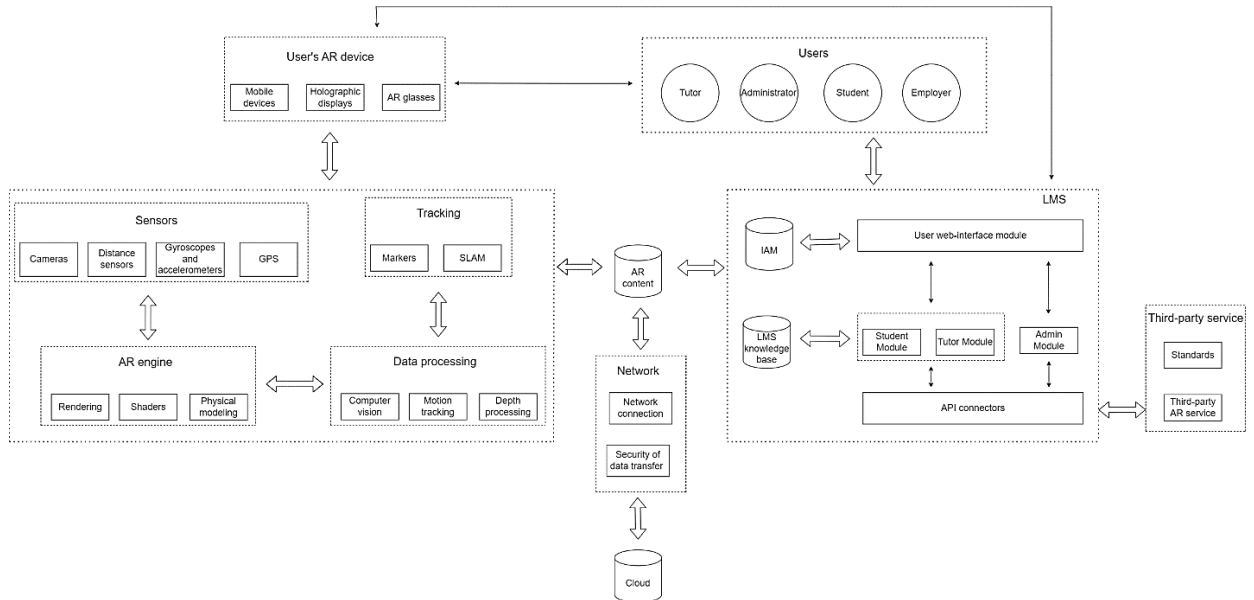 User's AR device
Mobile
devices
Holographic
displays
AR glasses
Users
Tutor
Administrator
Student
Employer
Sensors
Cameras
Distance
sensors
Gyroscopes
and
accelerometers
GPS
Tracking
Markers
SLAM
AR engine
Rendering
Shaders
Physical
modeling
Data processing
Computer
vision
Motion
tracking
Depth
processing
AR
content
Network
Network
connection
Security of
data transfer
Cloud
LMS
IAM
User web-interface module
LMS
knowledge
base
Student
Module
Tutor Module
Admin
Module
API connectors
Third-party service
Standards
Third-party
AR service